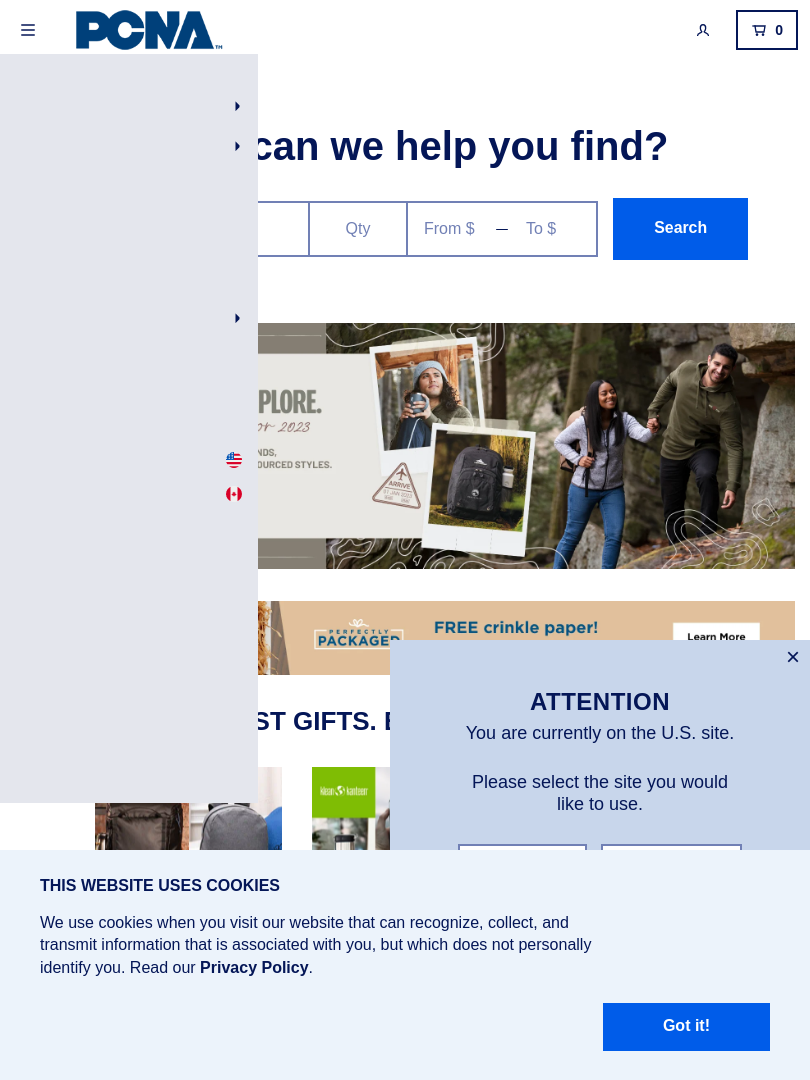 PCNA
TM
0
can we help you find?
Qty
From $
—
To $
Search
PLORE.
or 2023
NDS,
OURCED STYLES.
ARRIVE
PERFECTLY
PACKAGED
FREE crinkle paper!
Learn More
ST GIFTS.
klean kanteen
ATTENTION
You are currently on the U.S. site.
Please select the site you would
like to use.
THIS WEBSITE USES COOKIES
We use cookies when you visit our website that can recognize, collect, and
transmit information that is associated with you, but which does not personally
identify you. Read our Privacy Policy.
Got it!